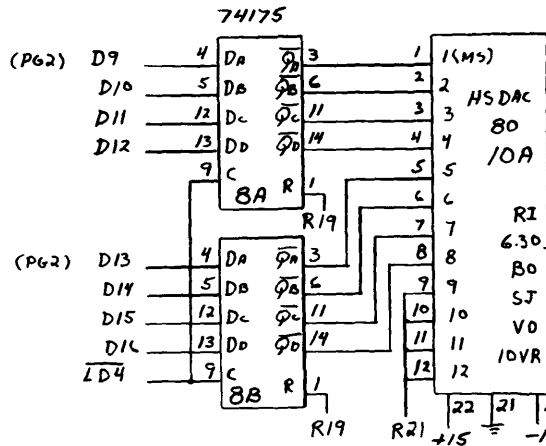 74175
(PG2) D9 4 DA Q̅A̅ 3 1 1(MS)
D10 5 DB Q̅B̅ 6 2 2 HSDAC
D11 12 DC Q̅C̅ 11 3 3 80
D12 13 DD Q̅D̅ 14 4 4 10A
9 C R 1 5 5
8A R19 6 6 RI
7 7 6.30
(PG2) D13 4 DA Q̅A̅ 3 8 8 BO
D14 5 DB Q̅B̅ 6 9 9 SJ
D15 12 DC Q̅C̅ 11 10 10 VO
D16 13 DD Q̅D̅ 14 11 11 10VR
L̅D̅4̅ 9 C R 1 12 12
8B R19 R21 +15 22 21